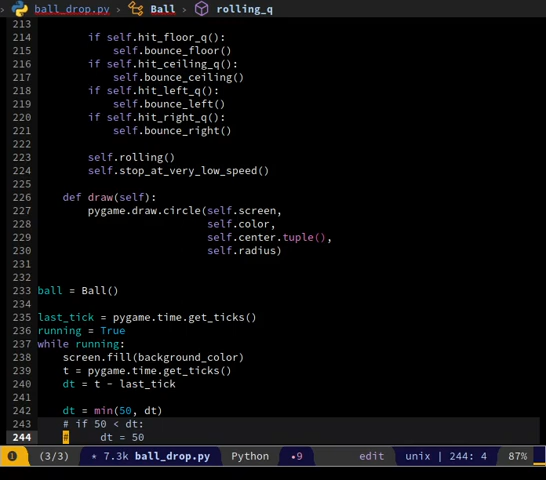 ball_drop.py › Ball › rolling_q
213
214 if self.hit_floor_q():
215 self.bounce_floor()
216 if self.hit_ceiling_q():
217 self.bounce_ceiling()
218 if self.hit_left_q():
219 self.bounce_left()
220 if self.hit_right_q():
221 self.bounce_right()
222
223 self.rolling()
224 self.stop_at_very_low_speed()
225
226 def draw(self):
227 pygame.draw.circle(self.screen,
228 self.color,
229 self.center.tuple(),
230 self.radius)
231
232
233 ball = Ball()
234
235 last_tick = pygame.time.get_ticks()
236 running = True
237 while running:
238 screen.fill(background_color)
239 t = pygame.time.get_ticks()
240 dt = t - last_tick
241
242 dt = min(50, dt)
243 # if 50 < dt:
244 # dt = 50
1 (3/3) * 7.3k ball_drop.py Python •9 edit unix | 244: 4 87%